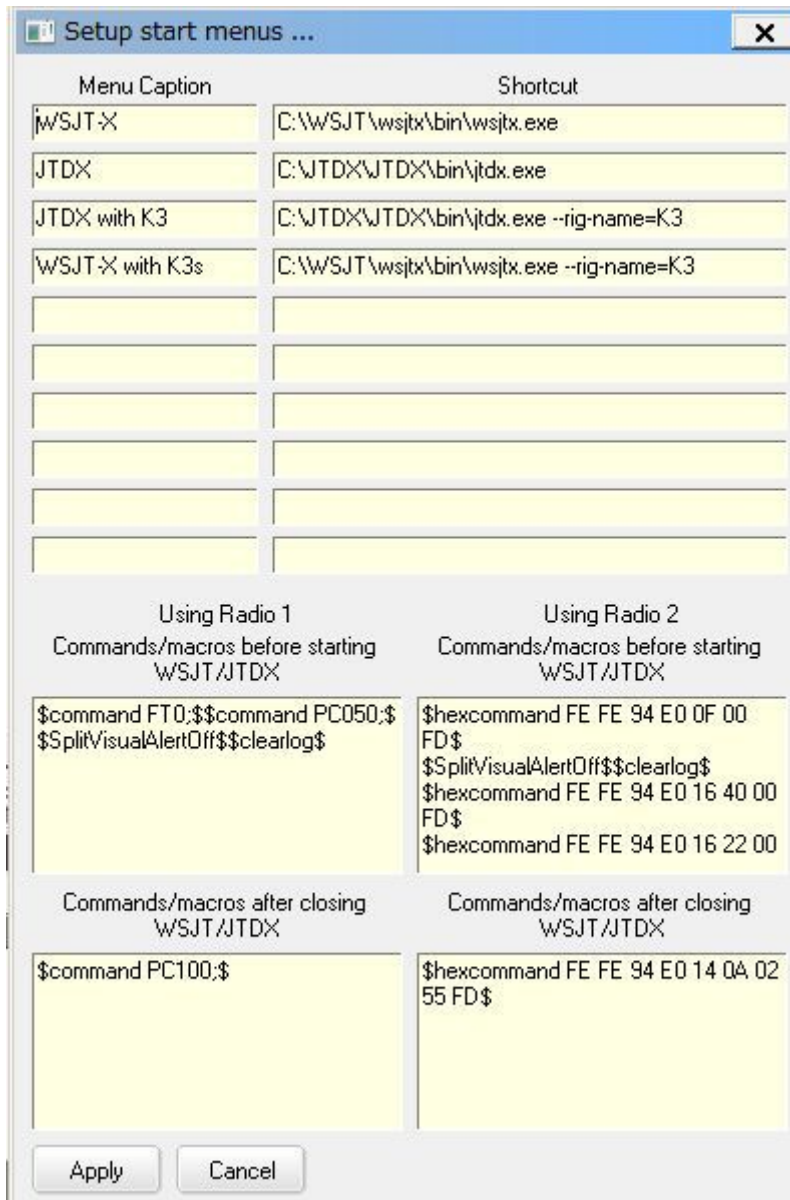 Setup start menus ...
Menu Caption Shortcut
WSJT-X C:\WSJT\wsjtx\bin\wsjtx.exe
JTDX C:\JTDX\JTDX\bin\jtdx.exe
JTDX with K3 C:\JTDX\JTDX\bin\jtdx.exe --rig-name=K3
WSJT-X with K3s C:\WSJT\wsjtx\bin\wsjtx.exe --rig-name=K3
Using Radio 1
Commands/macros before starting
WSJT/JTDX
$command FT0;$$command PC050;$
$SplitVisualAlertOff$$clearlog$
Using Radio 2
Commands/macros before starting
WSJT/JTDX
$hexcommand FE FE 94 E0 0F 00
FD$
$SplitVisualAlertOff$$clearlog$
$hexcommand FE FE 94 E0 16 40 00
FD$
$hexcommand FE FE 94 E0 16 22 00
Commands/macros after closing
WSJT/JTDX
$command PC100;$
Commands/macros after closing
WSJT/JTDX
$hexcommand FE FE 94 E0 14 0A 02
55 FD$
Apply Cancel